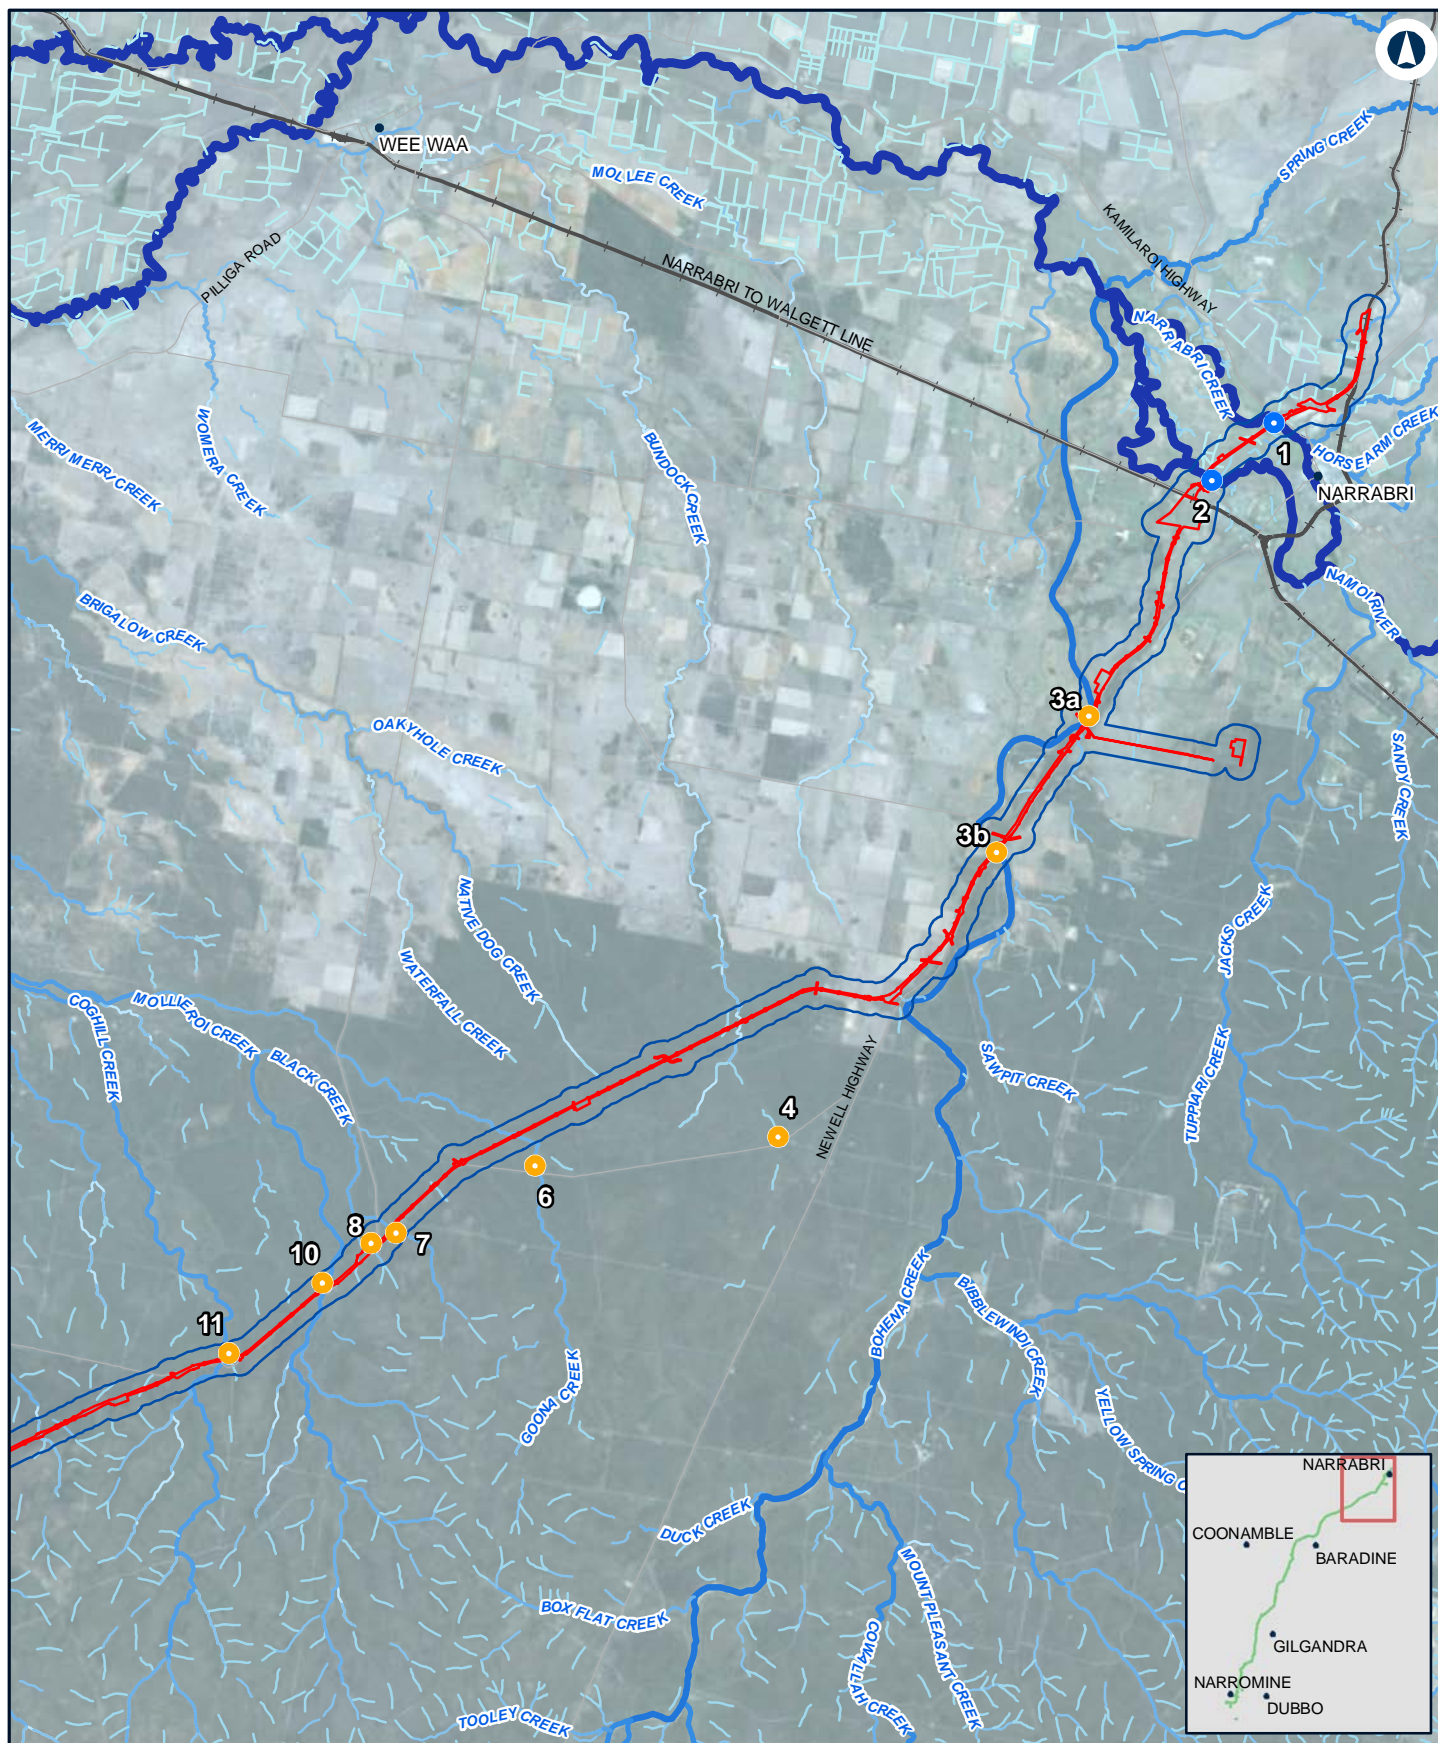 WEE WAA
MOLLEE CREEK
SPRING CREEK
KAMILAROI HIGHWAY
PILLIGA ROAD
NARRABRI TO WALGETT LINE
NARRABRI CREEK
MERRI MERRI CREEK
WOMERA CREEK
BUNDOCK CREEK
HORSEARM CREEK
1
NARRABRI
2
NAMOI RIVER
BRIGALOW CREEK
OAKYHOLE CREEK
3a
SANDY CREEK
3b
NATIVE DOG CREEK
WATERFALL CREEK
JACKS CREEK
COGHILL CREEK
MOLLIEROI CREEK
BLACK CREEK
SAWPIT CREEK
TUPPIARI CREEK
NEWELL HIGHWAY
4
6
8
7
10
11
BOHENA CREEK
BIBBLEWINDI CREEK
GOONA CREEK
YELLOW SPRING C
DUCK CREEK
MOUNT PLEASANT CREEK
BOX FLAT CREEK
COWALLAH CREEK
TOOLEY CREEK
NARRABRI
COONAMBLE
BARADINE
GILGANDRA
NARROMINE
DUBBO